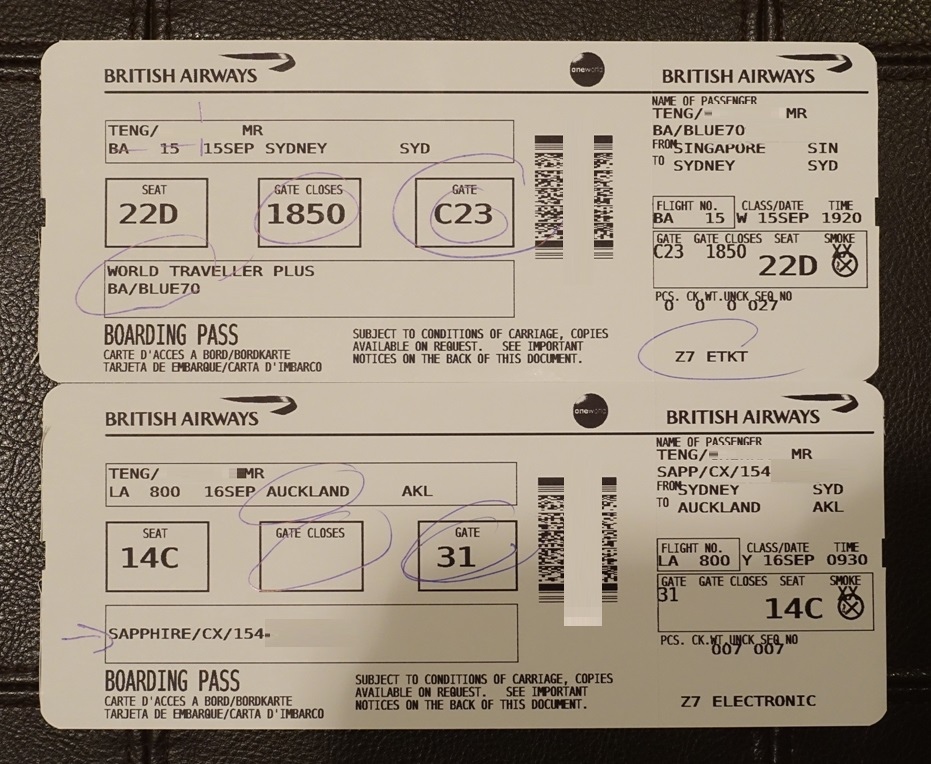 BRITISH AIRWAYS
oneworld
TENG/ MR
BA 15 15SEP SYDNEY SYD
SEAT
22D
GATE CLOSES
1850
GATE
C23
WORLD TRAVELLER PLUS
BA/BLUE70
BOARDING PASS
CARTE D'ACCES A BORD/BORDKARTE
TARJETA DE EMBARQUE/CARTA D'IMBARCO
SUBJECT TO CONDITIONS OF CARRIAGE, COPIES
AVAILABLE ON REQUEST. SEE IMPORTANT
NOTICES ON THE BACK OF THIS DOCUMENT.
BRITISH AIRWAYS
NAME OF PASSENGER
TENG/ MR
BA/BLUE70
FROM SINGAPORE SIN
TO SYDNEY SYD
FLIGHT NO. CLASS/DATE TIME
BA 15 W 15SEP 1920
GATE GATE CLOSES SEAT SMOKE
C23 1850 22D XX
PCS. CK.WT.UNCK SEQ NO
0 0 0 027
Z7 ETKT
BRITISH AIRWAYS
oneworld
TENG/ MR
LA 800 16SEP AUCKLAND AKL
SEAT
14C
GATE CLOSES
GATE
31
SAPPHIRE/CX/154
BOARDING PASS
CARTE D'ACCES A BORD/BORDKARTE
TARJETA DE EMBARQUE/CARTA D'IMBARCO
SUBJECT TO CONDITIONS OF CARRIAGE, COPIES
AVAILABLE ON REQUEST. SEE IMPORTANT
NOTICES ON THE BACK OF THIS DOCUMENT.
BRITISH AIRWAYS
NAME OF PASSENGER
TENG/ MR
SAPP/CX/154
FROM SYDNEY SYD
TO AUCKLAND AKL
FLIGHT NO. CLASS/DATE TIME
LA 800 Y 16SEP 0930
GATE GATE CLOSES SEAT SMOKE
31 14C XX
PCS. CK.WT.UNCK SEQ NO
007 007
Z7 ELECTRONIC